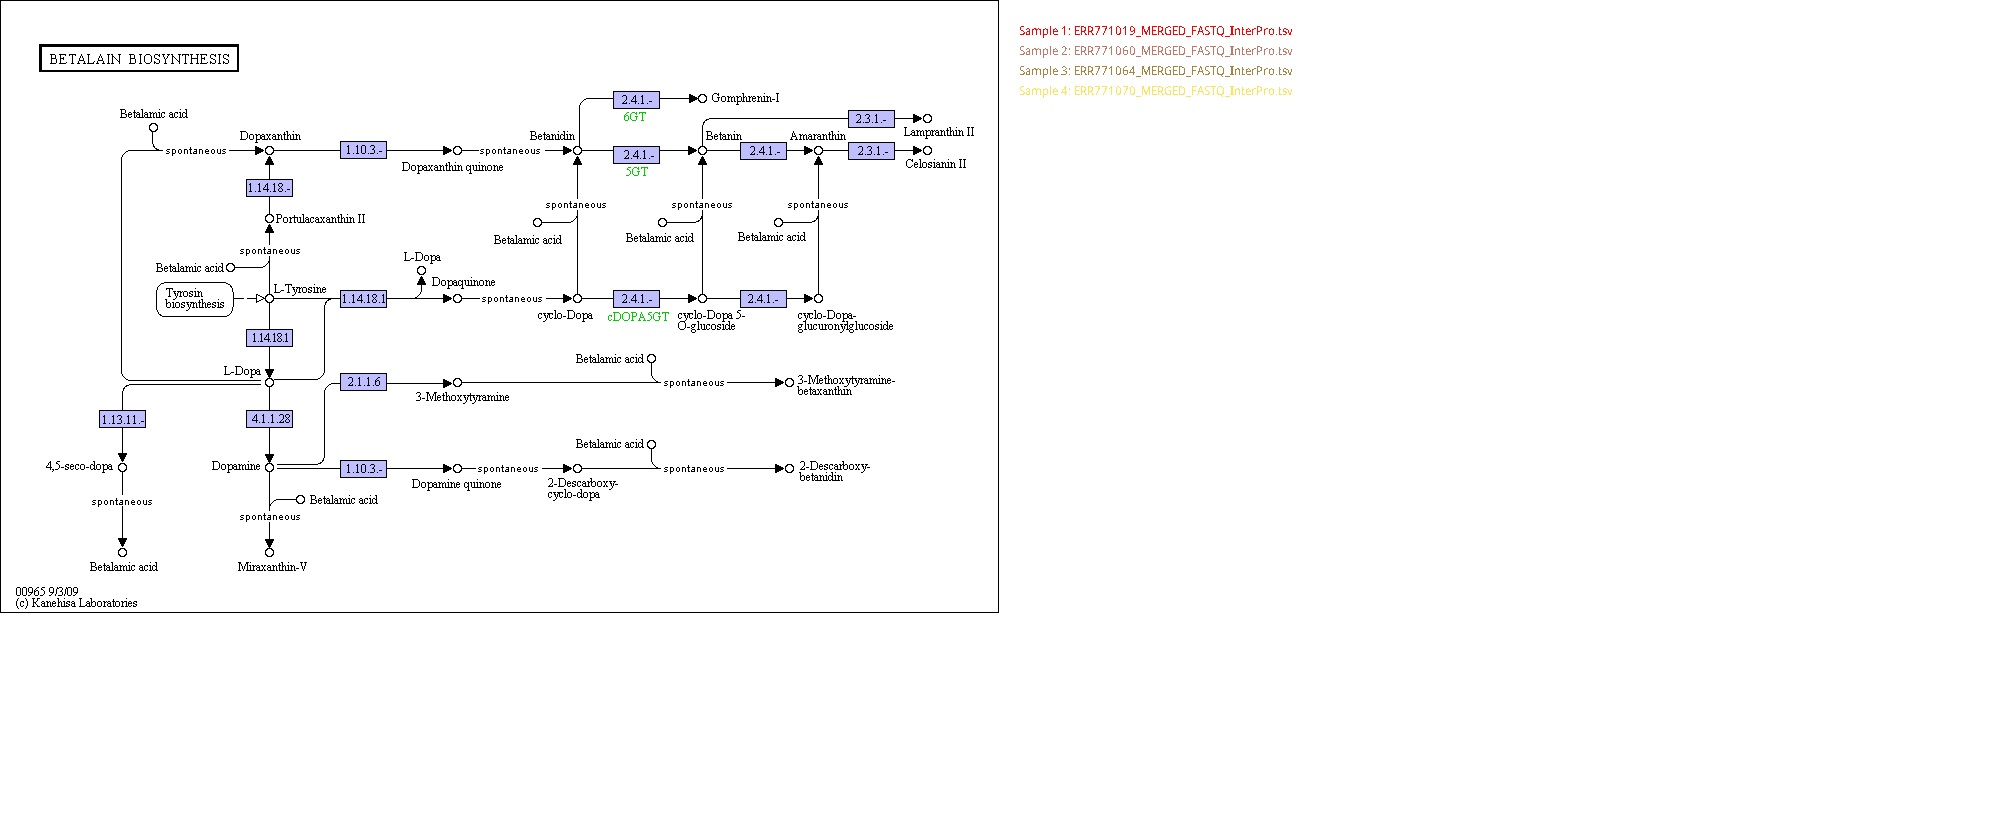 BETALAIN BIOSYNTHESIS
Sample 1: ERR771019_MERGED_FASTQ_InterPro.tsv
Sample 2: ERR771060_MERGED_FASTQ_InterPro.tsv
Sample 3: ERR771064_MERGED_FASTQ_InterPro.tsv
Sample 4: ERR771070_MERGED_FASTQ_InterPro.tsv
2.4.1.-
Gomphrenin-I
6GT
Betalamic acid
2.3.1.-
Lampranthin II
Dopaxanthin
Betanidin
Betanin
Amaranthin
spontaneous
1.10.3.-
spontaneous
2.4.1.-
2.4.1.-
2.3.1.-
Dopaxanthin quinone
5GT
Celosianin II
1.14.18.-
spontaneous
spontaneous
spontaneous
Portulacaxanthin II
Betalamic acid
Betalamic acid
Betalamic acid
spontaneous
L-Dopa
Betalamic acid
Dopaquinone
Tyrosin
biosynthesis
L-Tyrosine
1.14.18.1
spontaneous
2.4.1.-
2.4.1.-
cyclo-Dopa
cDOPA5GT
cyclo-Dopa 5-
O-glucoside
cyclo-Dopa-
glucuronylglucoside
1.14.18.1
Betalamic acid
L-Dopa
2.1.1.6
spontaneous
3-Methoxytyramine-
betaxanthin
3-Methoxytyramine
1.13.11.-
4.1.1.28
Betalamic acid
4,5-seco-dopa
Dopamine
1.10.3.-
spontaneous
spontaneous
2-Descarboxy-
betanidin
Dopamine quinone
2-Descarboxy-
cyclo-dopa
spontaneous
Betalamic acid
spontaneous
Betalamic acid
Miraxanthin-V
00965 9/3/09
(c) Kanehisa Laboratories